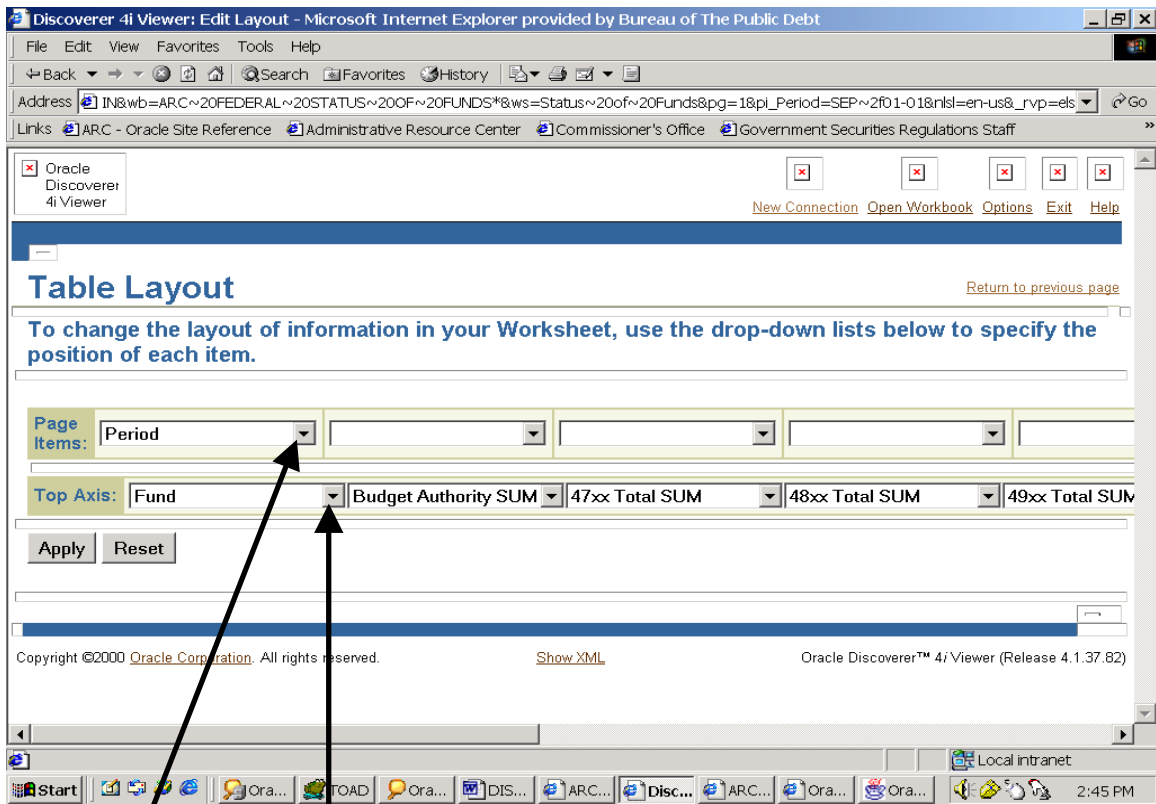 Discoverer 4i Viewer: Edit Layout - Microsoft Internet Explorer provided by Bureau of The Public Debt
File Edit View Favorites Tools Help
Back Search Favorites History
Address IN&wb=ARC~20FEDERAL~20STATUS~20OF~20FUNDS*&ws=Status~20of~20Funds&pg=1&pi_Period=SEP~2f01-01&nlsl=en-us&_rvp=els Go
Links ARC - Oracle Site Reference Administrative Resource Center Commissioner's Office Government Securities Regulations Staff »
Oracle
Discoverer
4i Viewer
New Connection Open Workbook Options Exit Help
Table Layout
Return to previous page
To change the layout of information in your Worksheet, use the drop-down lists below to specify the
position of each item.
Page
Items: Period
Top Axis: Fund Budget Authority SUM 47xx Total SUM 48xx Total SUM 49xx Total SUM
Apply Reset
Copyright ©2000 Oracle Corporation. All rights reserved. Show XML Oracle Discoverer™ 4i Viewer (Release 4.1.37.82)
Local intranet
Start Ora... TOAD Ora... DIS... ARC... Disc... ARC... Ora... Ora... 2:45 PM